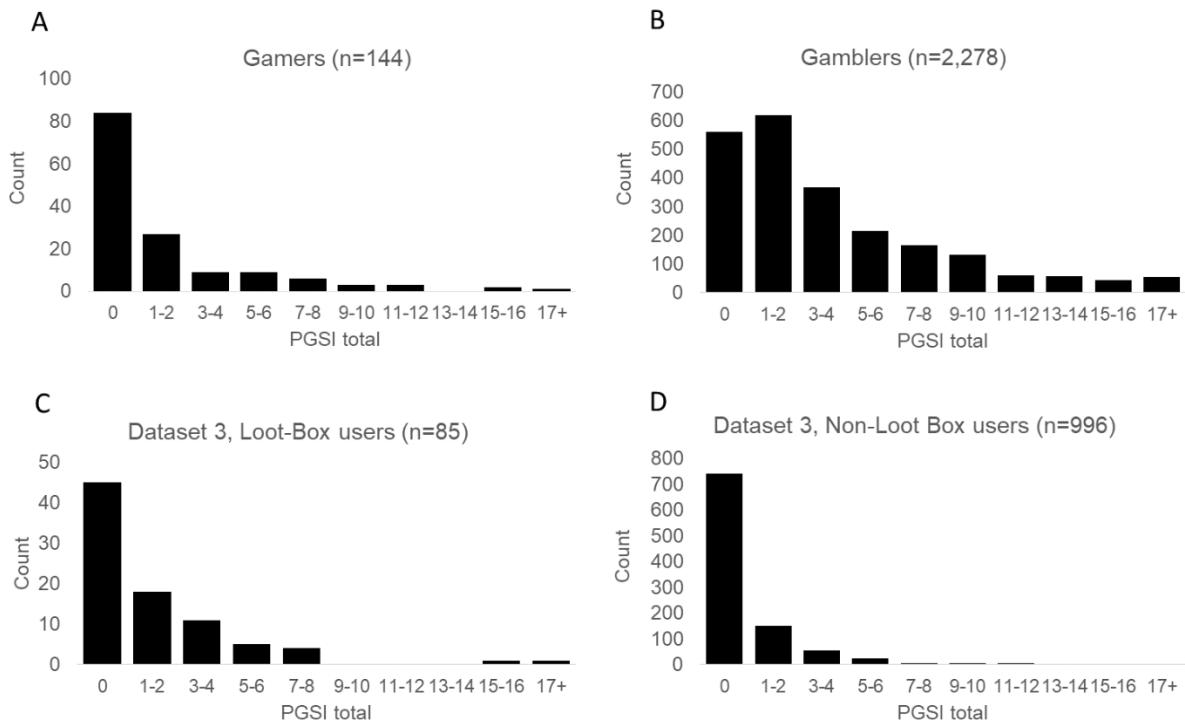 A
Gamers (n=144)
100
80
60
40
20
0
Count
0 1-2 3-4 5-6 7-8 9-10 11-12 13-14 15-16 17+
PGSI total
B
Gamblers (n=2,278)
700
600
500
400
300
200
100
0
Count
0 1-2 3-4 5-6 7-8 9-10 11-12 13-14 15-16 17+
PGSI total
C
Dataset 3, Loot-Box users (n=85)
50
40
30
20
10
0
Count
0 1-2 3-4 5-6 7-8 9-10 11-12 13-14 15-16 17+
PGSI total
D
Dataset 3, Non-Loot Box users (n=996)
800
700
600
500
400
300
200
100
0
Count
0 1-2 3-4 5-6 7-8 9-10 11-12 13-14 15-16 17+
PGSI total